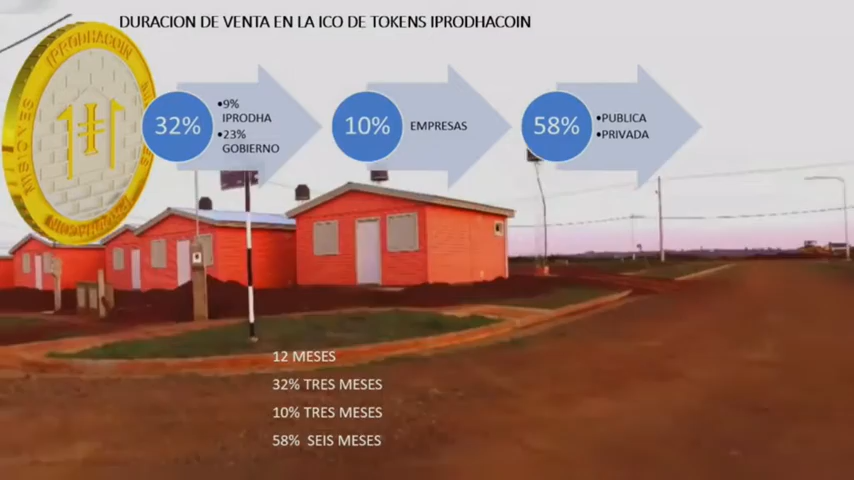 DURACION DE VENTA EN LA ICO DE TOKENS IPRODHACOIN
IPRODHACOIN
MISIONES
IPRODHACOIN
32%
•9%
IPRODHA
•23%
GOBIERNO
10%
EMPRESAS
58%
•PUBLICA
•PRIVADA
12 MESES
32% TRES MESES
10% TRES MESES
58% SEIS MESES